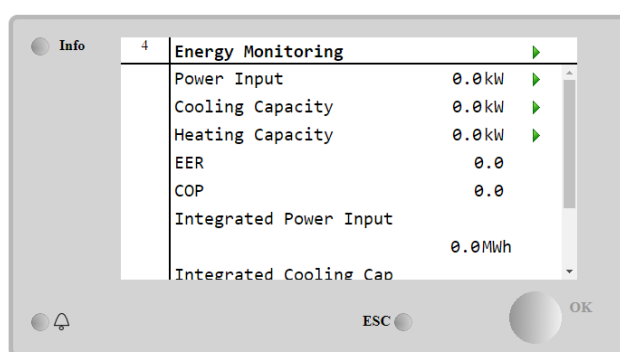 Info
4 Energy Monitoring
Power Input 0.0kW
Cooling Capacity 0.0kW
Heating Capacity 0.0kW
EER 0.0
COP 0.0
Integrated Power Input
0.0MWh
Integrated Cooling Cap
ESC
OK